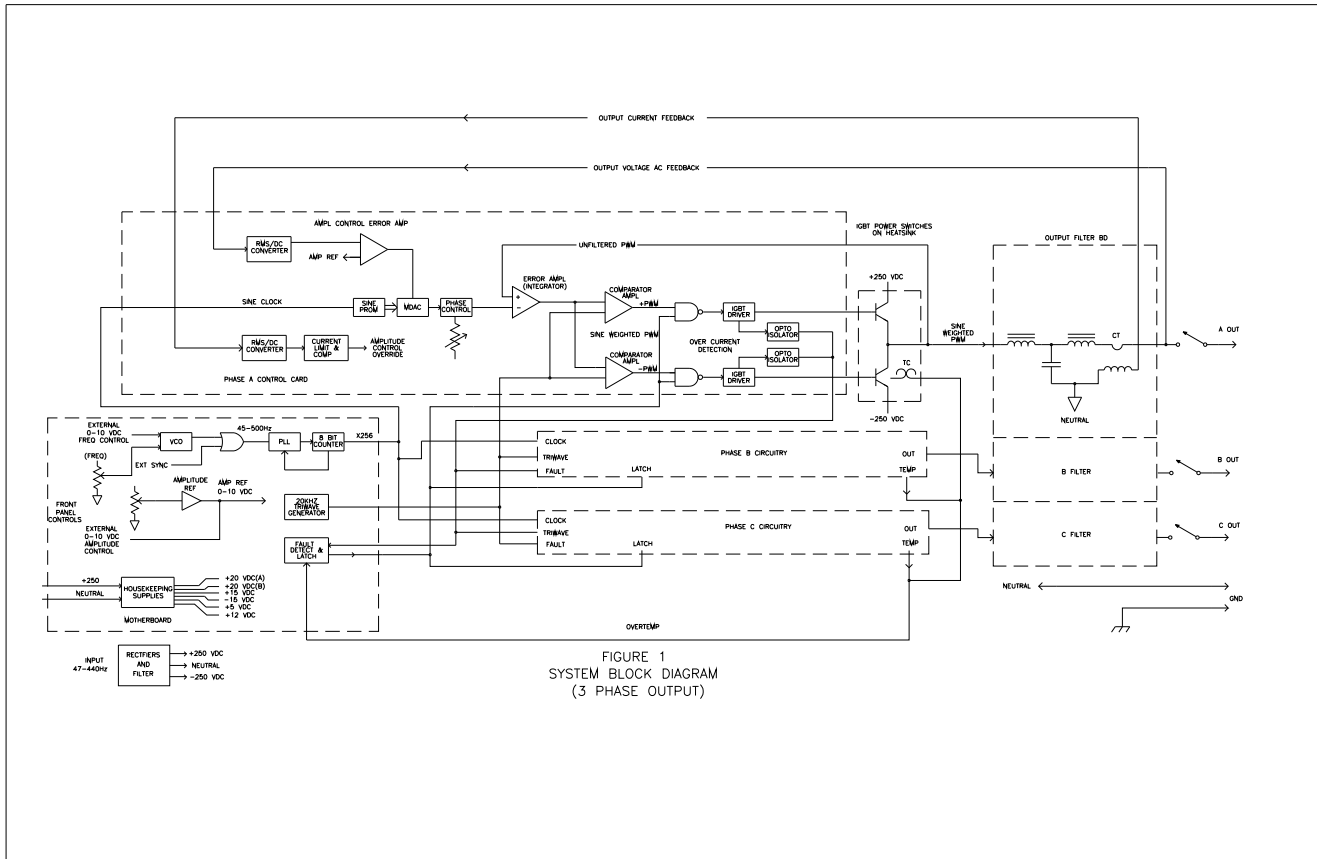 OUTPUT CURRENT FEEDBACK
OUTPUT VOLTAGE AC FEEDBACK
AMPL CONTROL ERROR AMP
RMS/DC
CONVERTER
AMP REF
UNFILTERED PWM
IGBT POWER SWITCHES
ON HEATSINK
OUTPUT FILTER BD
ERROR AMPL
(INTEGRATOR)
+
-
COMPARATOR
AMPL
+PWM
+250 VDC
SINE CLOCK
SINE
PROM
MDAC
PHASE
CONTROL
IGBT
DRIVER
OPTO
ISOLATOR
SINE WEIGHTED PWM
OVER CURRENT
DETECTION
SINE
WEIGHTED
PWM
CT
A OUT
RMS/DC
CONVERTER
CURRENT
LIMIT &
COMP
AMPLITUDE
CONTROL
OVERRIDE
COMPARATOR
AMPL
-PWM
OPTO
ISOLATOR
IGBT
DRIVER
TC
PHASE A CONTROL CARD
-250 VDC
NEUTRAL
EXTERNAL
0-10 VDC
FREQ CONTROL
VCO
45-500Hz
PLL
8 BIT
COUNTER
X256
(FREQ)
EXT SYNC
AMPLITUDE
REF
AMP REF
0-10 VDC
FRONT
PANEL
CONTROLS
EXTERNAL
0-10 VDC
AMPLITUDE
CONTROL
20KHZ
TRIWAVE
GENERATOR
FAULT
DETECT &
LATCH
CLOCK
TRIWAVE
FAULT
LATCH
PHASE B CIRCUITRY
OUT
TEMP
B FILTER
B OUT
CLOCK
TRIWAVE
FAULT
LATCH
PHASE C CIRCUITRY
OUT
TEMP
C FILTER
C OUT
+250
NEUTRAL
HOUSEKEEPING
SUPPLIES
+20 VDC(A)
+20 VDC(B)
+15 VDC
-15 VDC
+5 VDC
+12 VDC
MOTHERBOARD
NEUTRAL
GND
OVERTEMP
INPUT
47-440Hz
RECTFIERS
AND
FILTER
+250 VDC
NEUTRAL
-250 VDC
FIGURE 1
SYSTEM BLOCK DIAGRAM
(3 PHASE OUTPUT)